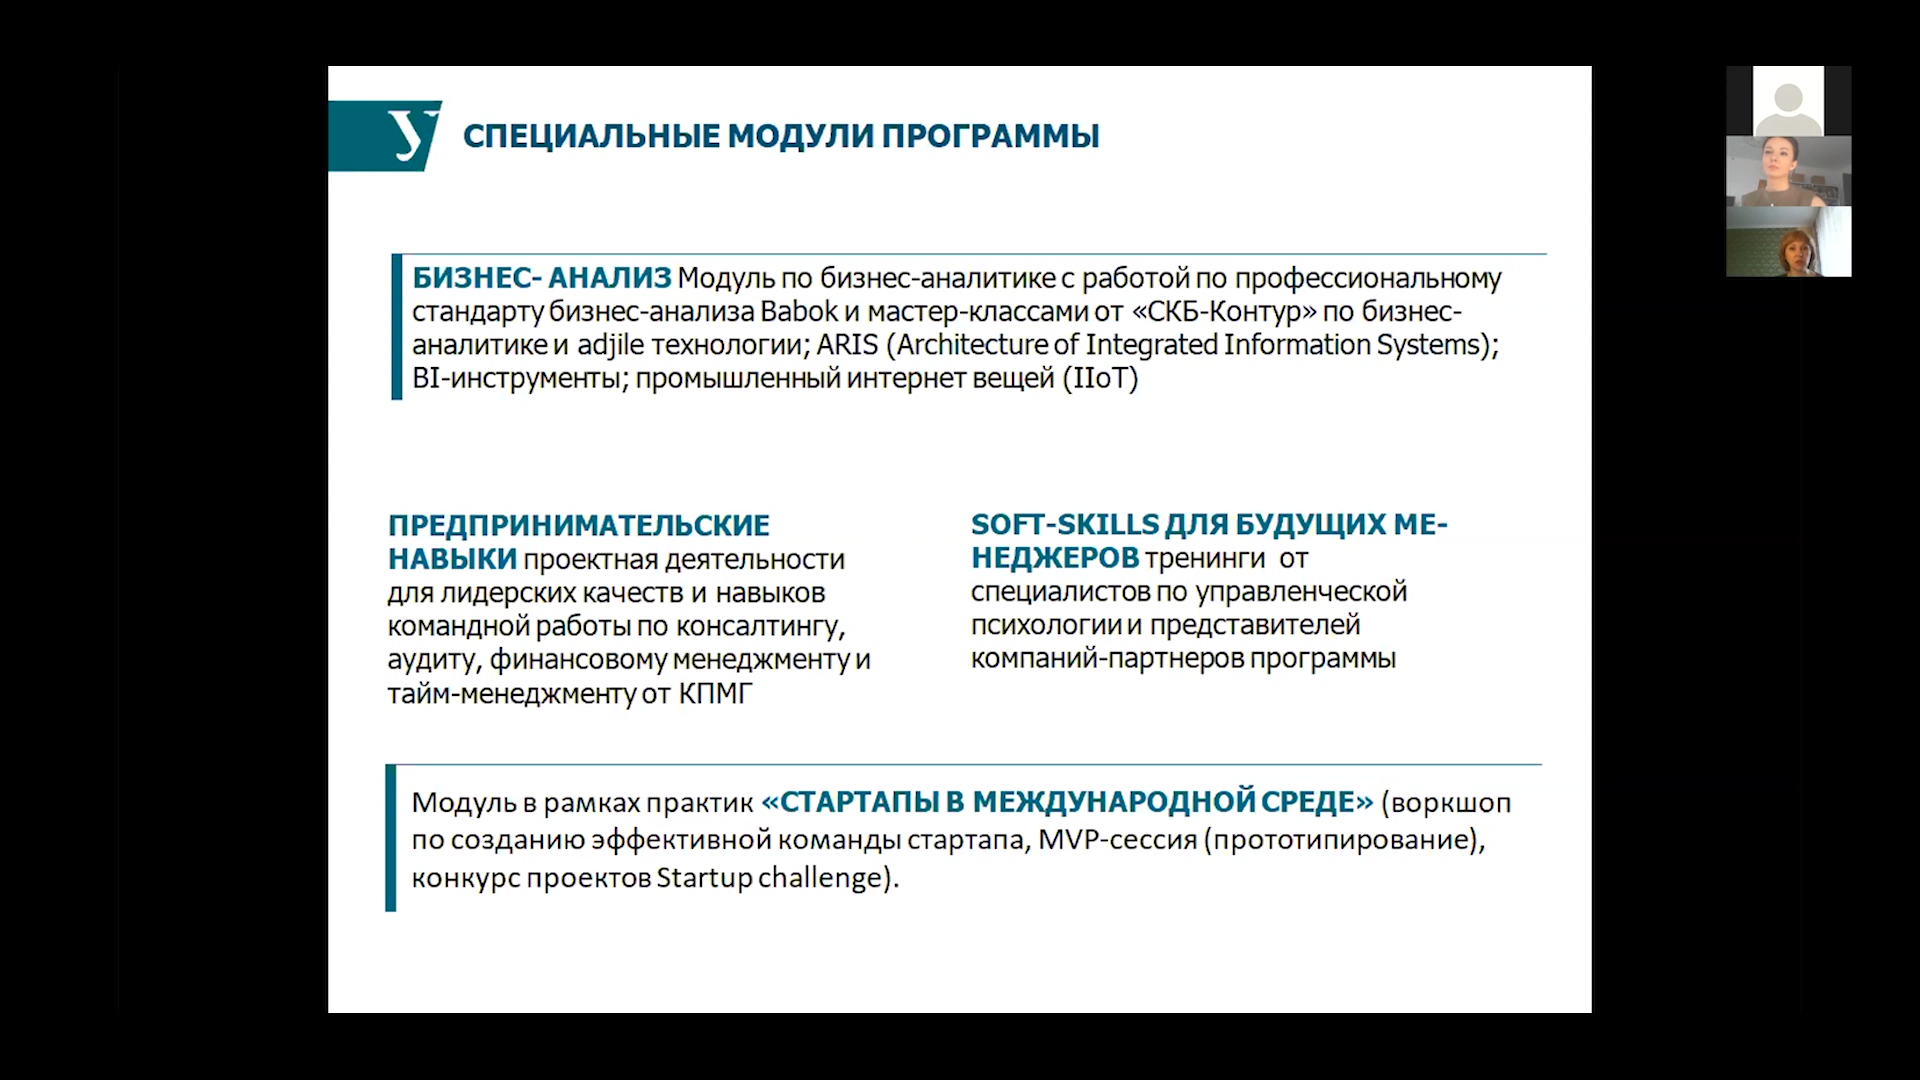 У
СПЕЦИАЛЬНЫЕ МОДУЛИ ПРОГРАММЫ
БИЗНЕС- АНАЛИЗ Модуль по бизнес-аналитике с работой по профессиональному
стандарту бизнес-анализа Babok и мастер-классами от «СКБ-Контур» по бизнес-
аналитике и adjile технологии; ARIS (Architecture of Integrated Information Systems);
BI-инструменты; промышленный интернет вещей (IIoT)
ПРЕДПРИНИМАТЕЛЬСКИЕ
НАВЫКИ проектная деятельности
для лидерских качеств и навыков
командной работы по консалтингу,
аудиту, финансовому менеджменту и
тайм-менеджменту от КПМГ
SOFT-SKILLS ДЛЯ БУДУЩИХ МЕ-
НЕДЖЕРОВ тренинги от
специалистов по управленческой
психологии и представителей
компаний-партнеров программы
Модуль в рамках практик «СТАРТАПЫ В МЕЖДУНАРОДНОЙ СРЕДЕ» (воркшоп
по созданию эффективной команды стартапа, MVP-сессия (прототипирование),
конкурс проектов Startup challenge).